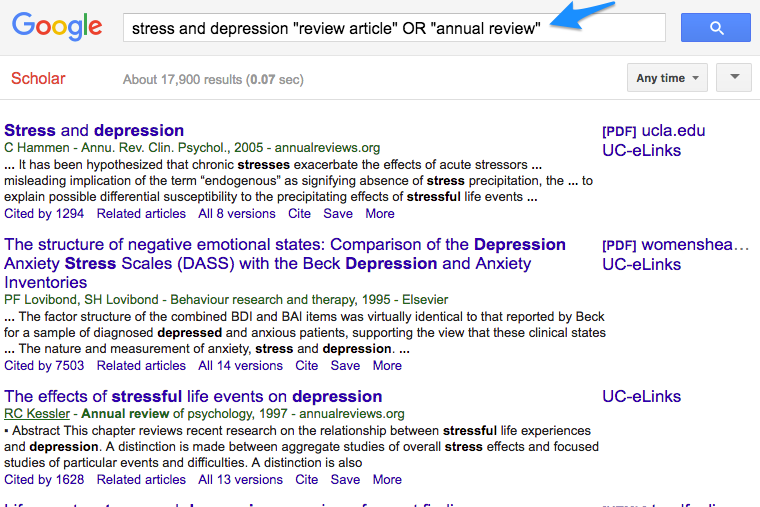 Google
stress and depression "review article" OR "annual review"
Scholar
About 17,900 results (0.07 sec)
Any time
Stress and depression
[PDF] ucla.edu
C Hammen - Annu. Rev. Clin. Psychol., 2005 - annualreviews.org
UC-eLinks
... It has been hypothesized that chronic stresses exacerbate the effects of acute stressors ...
misleading implication of the term “endogenous” as signifying absence of stress precipitation, the ... to
explain possible differential susceptibility to the precipitating effects of stressful life events ...
Cited by 1294 Related articles All 8 versions Cite Save More
The structure of negative emotional states: Comparison of the Depression
[PDF] womenshea...
Anxiety Stress Scales (DASS) with the Beck Depression and Anxiety
UC-eLinks
Inventories
PF Lovibond, SH Lovibond - Behaviour research and therapy, 1995 - Elsevier
... The factor structure of the combined BDI and BAI items was virtually identical to that reported by Beck
for a sample of diagnosed depressed and anxious patients, supporting the view that these clinical states
... The nature and measurement of anxiety, stress and depression. ...
Cited by 7503 Related articles All 14 versions Cite Save More
The effects of stressful life events on depression
UC-eLinks
RC Kessler - Annual review of psychology, 1997 - annualreviews.org
▪ Abstract This chapter reviews recent research on the relationship between stressful life experiences
and depression. A distinction is made between aggregate studies of overall stress effects and focused
studies of particular events and difficulties. A distinction is also
Cited by 1628 Related articles All 13 versions Cite Save More